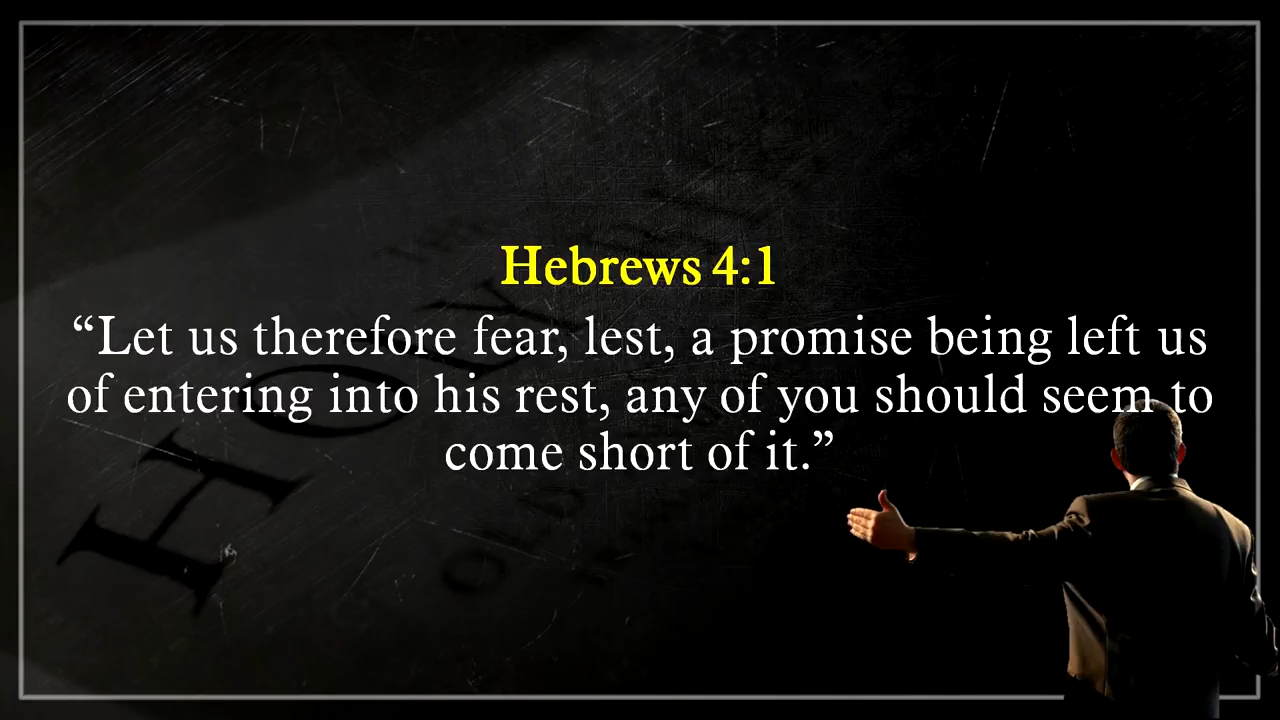 Hebrews 4:1
“Let us therefore fear, lest, a promise being left us
of entering into his rest, any of you should seem to
come short of it.”
HOLY